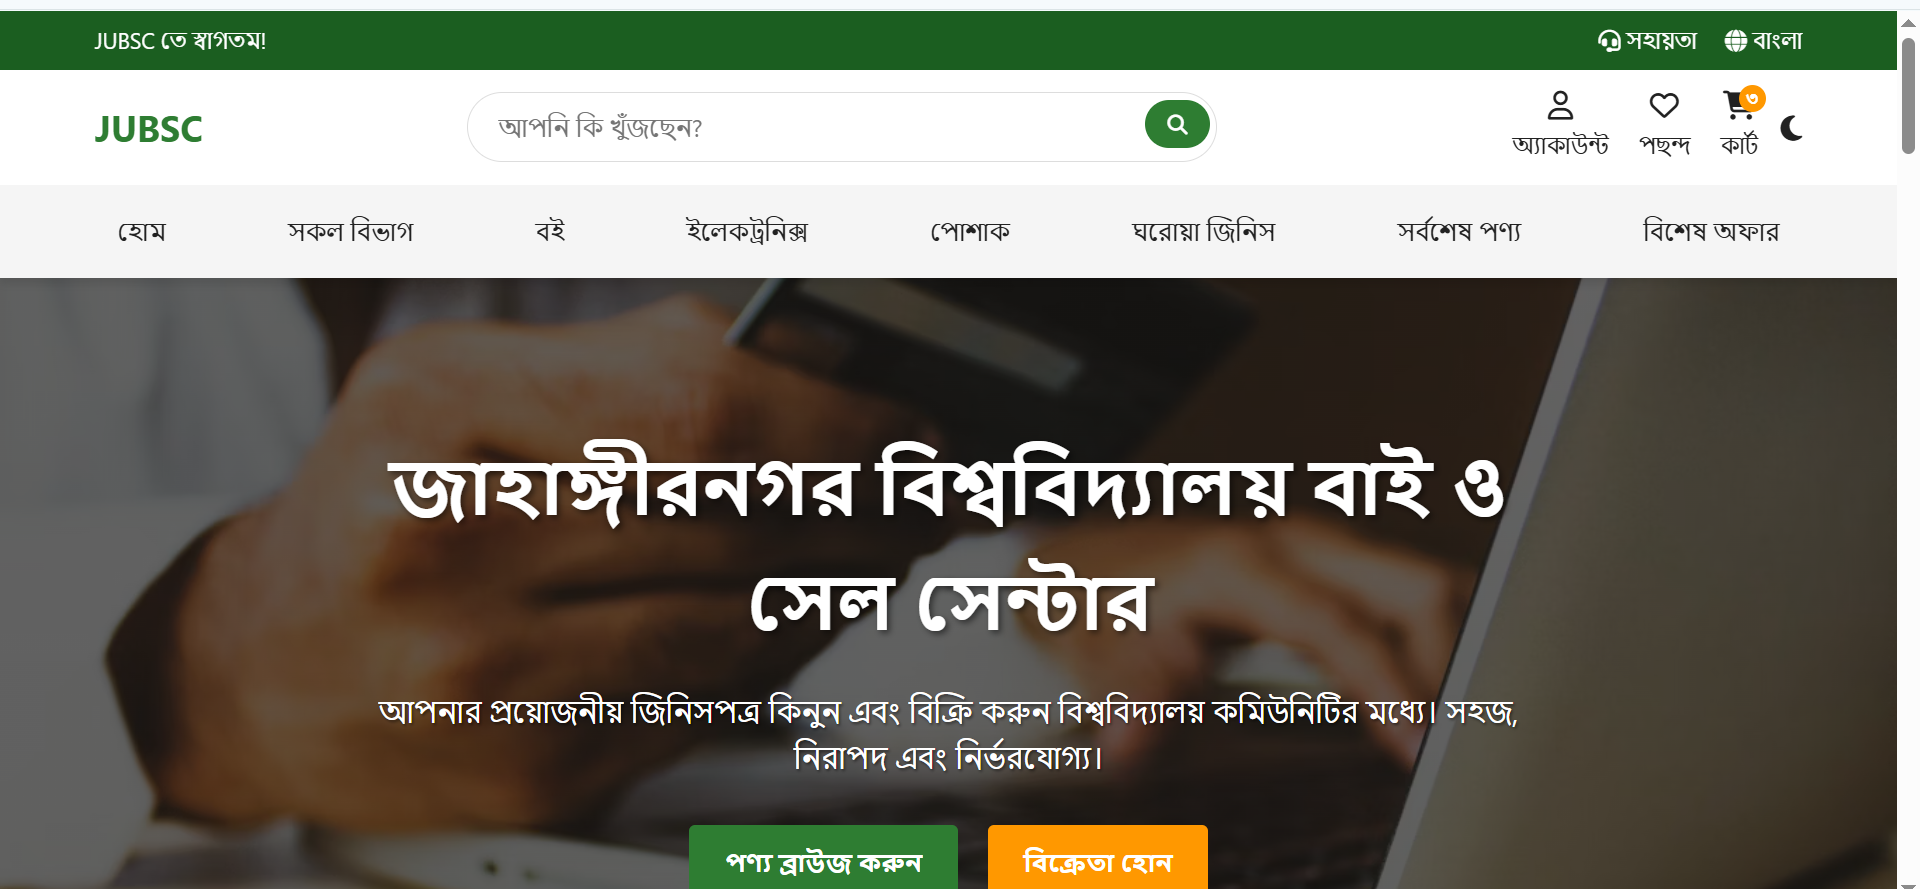 JUBSC তে স্বাগতম!
সহায়তা
বাংলা
JUBSC
আপনি কি খুঁজছেন?
অ্যাকাউন্ট
পছন্দ
৩
কার্ট
হোম
সকল বিভাগ
বই
ইলেকট্রনিক্স
পোশাক
ঘরোয়া জিনিস
সর্বশেষ পণ্য
বিশেষ অফার
জাহাঙ্গীরনগর বিশ্ববিদ্যালয় বাই ও
সেল সেন্টার
আপনার প্রয়োজনীয় জিনিসপত্র কিনুন এবং বিক্রি করুন বিশ্ববিদ্যালয় কমিউনিটির মধ্যে। সহজ,
নিরাপদ এবং নির্ভরযোগ্য।
পণ্য ব্রাউজ করুন
বিক্রেতা হোন